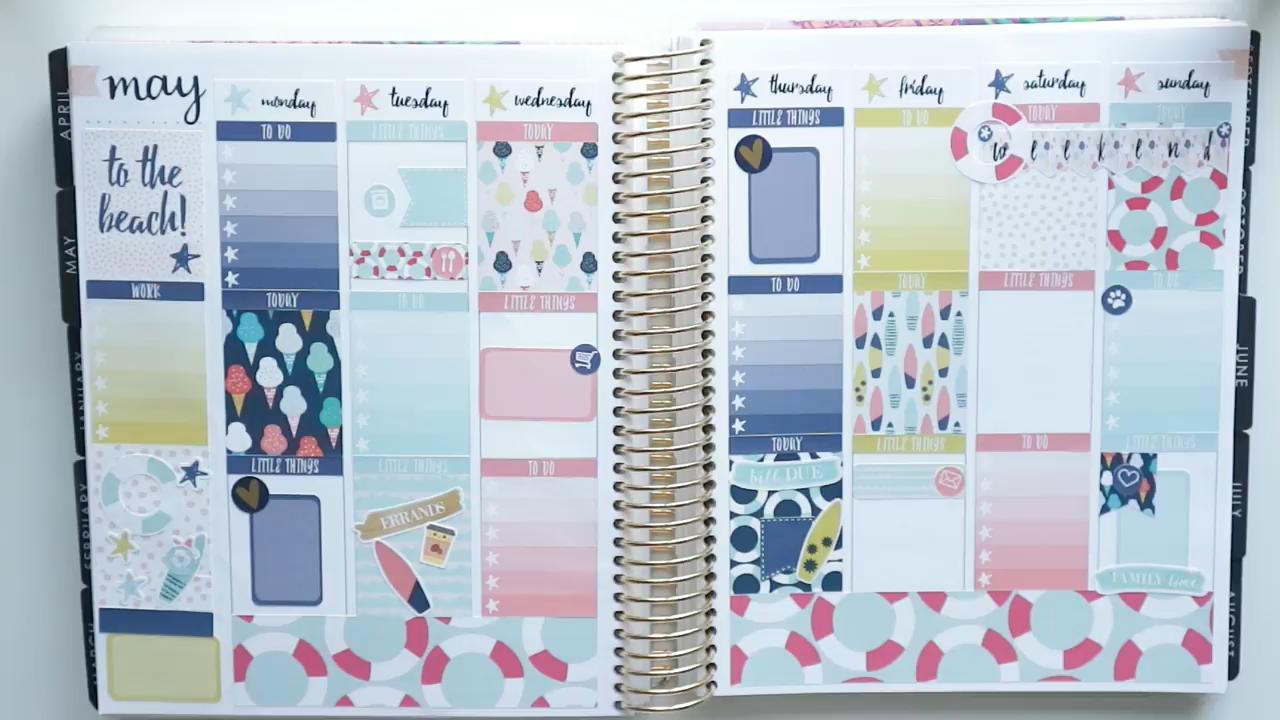 may
to the
beach!
WORK
monday
TO DO
TODAY
LITTLE THINGS
tuesday
LITTLE THINGS
TO DO
LITTLE THINGS
ERRANDS
wednesday
TODAY
LITTLE THINGS
TO DO
thursday
LITTLE THINGS
TO DO
TODAY
bill DUE
friday
TO DO
TODAY
LITTLE THINGS
saturday
TODAY
weekend
LITTLE THINGS
TO DO
sunday
TODAY
TO DO
LITTLE THINGS
FAMILY time
APRIL
MAY
JANUARY
FEBRUARY
MARCH
OCTOBER
JUNE
JULY
AUGUST